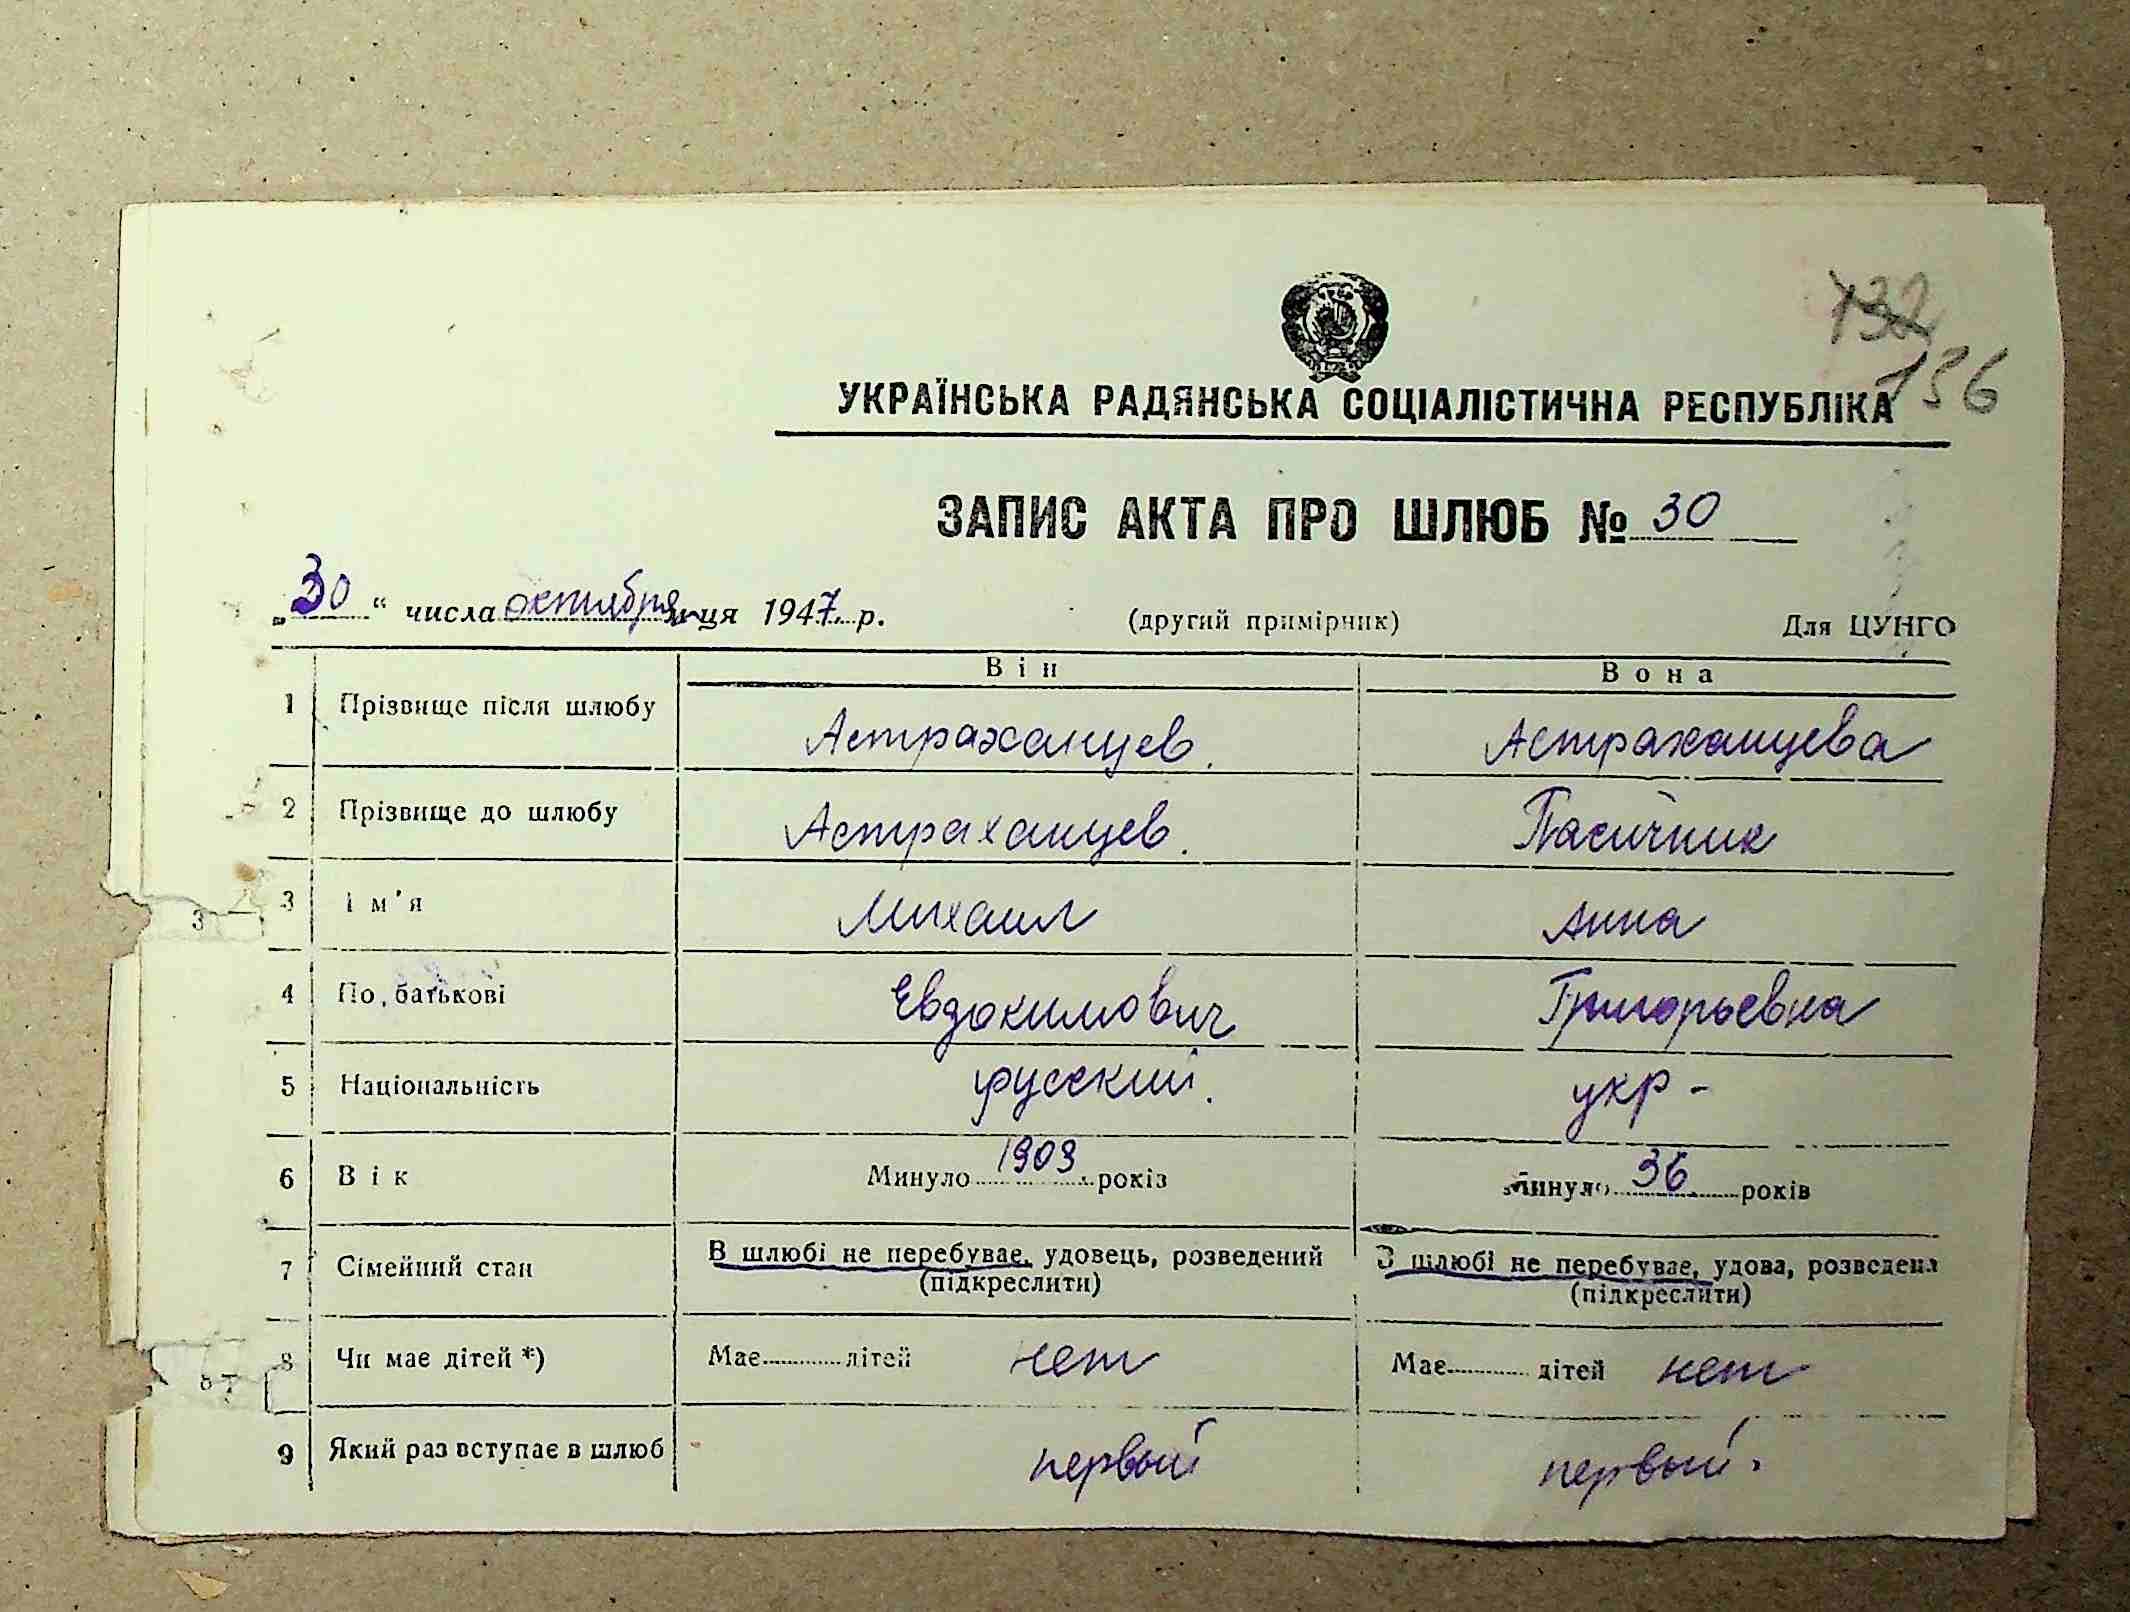 132
136
УКРАЇНСЬКА РАДЯНСЬКА СОЦІАЛІСТИЧНА РЕСПУБЛІКА
ЗАПИС АКТА ПРО ШЛЮБ № 30
„30“ числа октября м-ця 1947 р. (другий примірник) Для ЦУНГО
Він Вона
1 Прізвище після шлюбу Астраханцев. Астраханцева
2 Прізвище до шлюбу Астраханцев. Пасичник
3 3 Ім'я Михаил Анна
4 По батькові Евдокимович Григорьевна
5 Національність русский. укр-
6 Вік Минуло 1903 років Минуло 36 років
7 Сімейний стан В шлюбі не перебуває, удовець, розведений (підкреслити) В шлюбі не перебуває, удова, розведена (підкреслити)
8 Чи має дітей *) Має дітей нет Має дітей нет
9 Який раз вступає в шлюб первый первый.